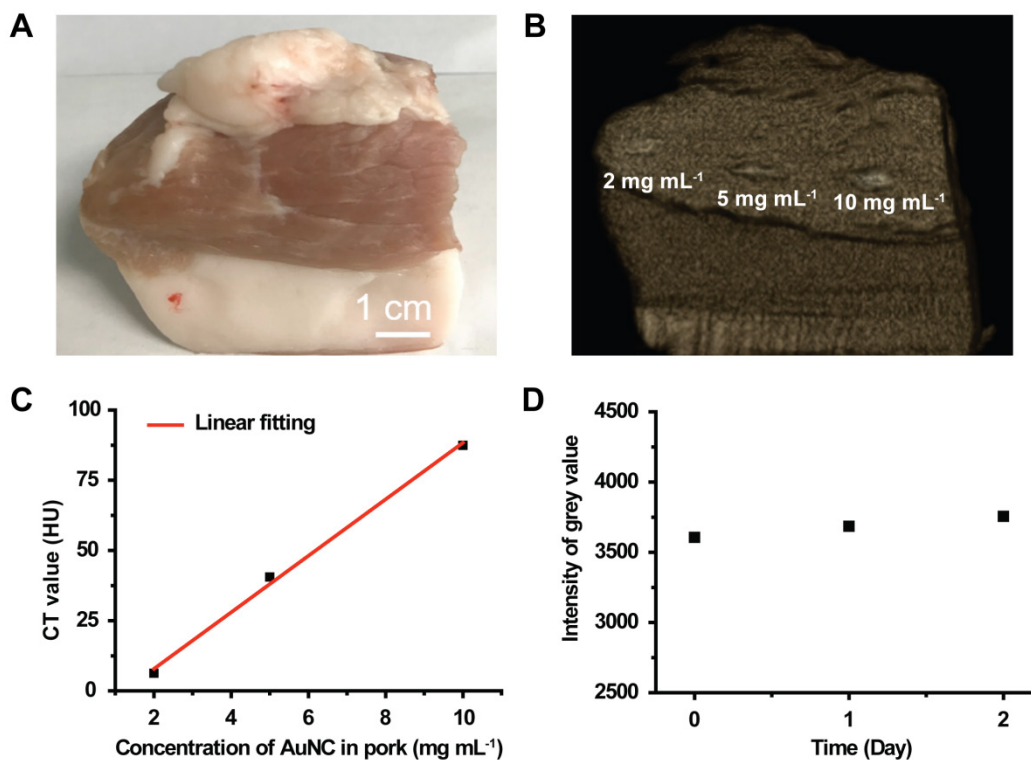 A
B
1 cm
2 mg mL⁻¹
5 mg mL⁻¹
10 mg mL⁻¹
C
Linear fitting
CT value (HU)
100
75
50
25
0
2
4
6
8
10
Concentration of AuNC in pork (mg mL⁻¹)
D
Intensity of grey value
4500
4000
3500
3000
2500
0
1
2
Time (Day)